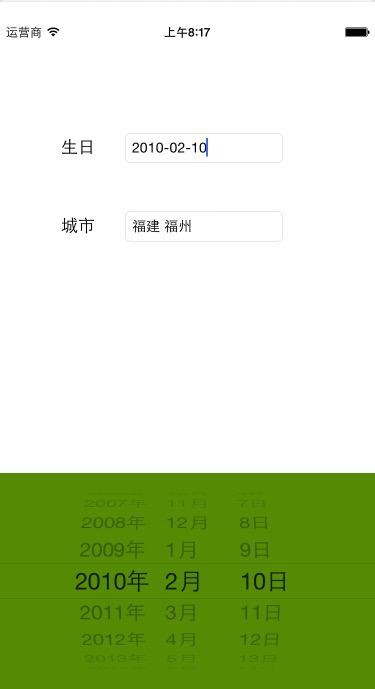 运营商 上午8:17
生日 2010-02-10
城市 福建 福州
2007年 11月 7日
2008年 12月 8日
2009年 1月 9日
2010年 2月 10日
2011年 3月 11日
2012年 4月 12日
2013年 5月 13日